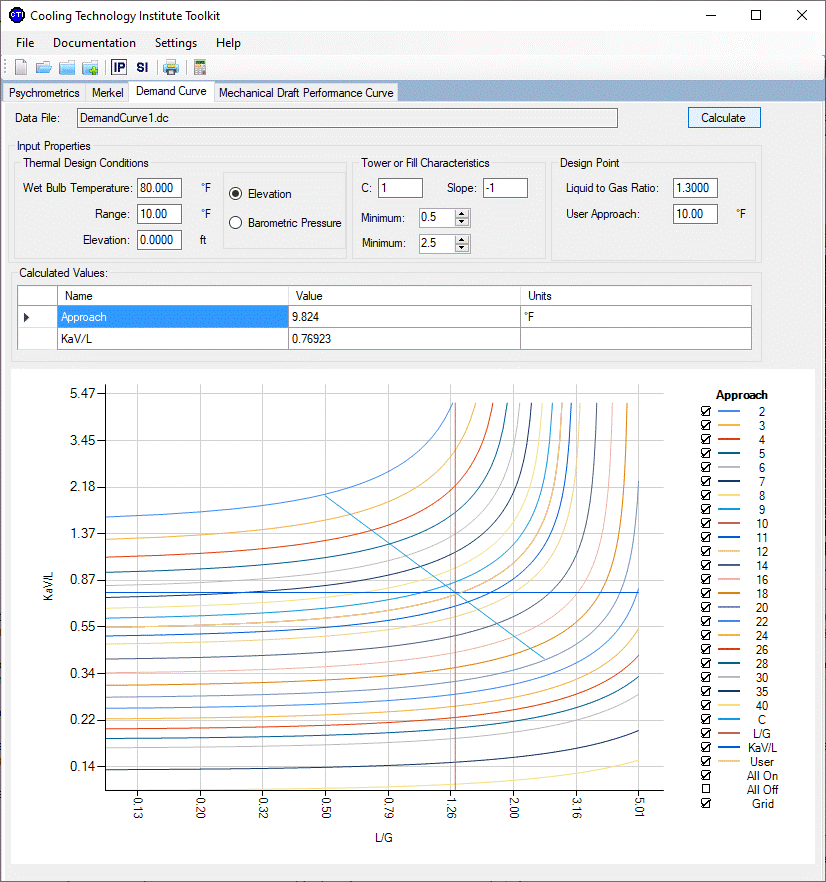 CTI Cooling Technology Institute Toolkit
File Documentation Settings Help
IP SI
Psychrometrics Merkel Demand Curve Mechanical Draft Performance Curve
Data File: DemandCurve1.dc Calculate
Input Properties
Thermal Design Conditions Tower or Fill Characteristics Design Point
Wet Bulb Temperature: 80.000 °F Elevation C: 1 Slope: -1 Liquid to Gas Ratio: 1.3000
Range: 10.00 °F Barometric Pressure Minimum: 0.5 User Approach: 10.00 °F
Elevation: 0.0000 ft Minimum: 2.5
Calculated Values:
Name Value Units
Approach 9.824 °F
KaV/L 0.76923
5.47
3.45
2.18
1.37
0.87
0.55
0.34
0.22
0.14
KaV/L
0.13 0.20 0.32 0.50 0.79 1.26 2.00 3.16 5.01
L/G
Approach
2
3
4
5
6
7
8
9
10
11
12
14
16
18
20
22
24
26
28
30
35
40
C
L/G
KaV/L
User
All On
All Off
Grid